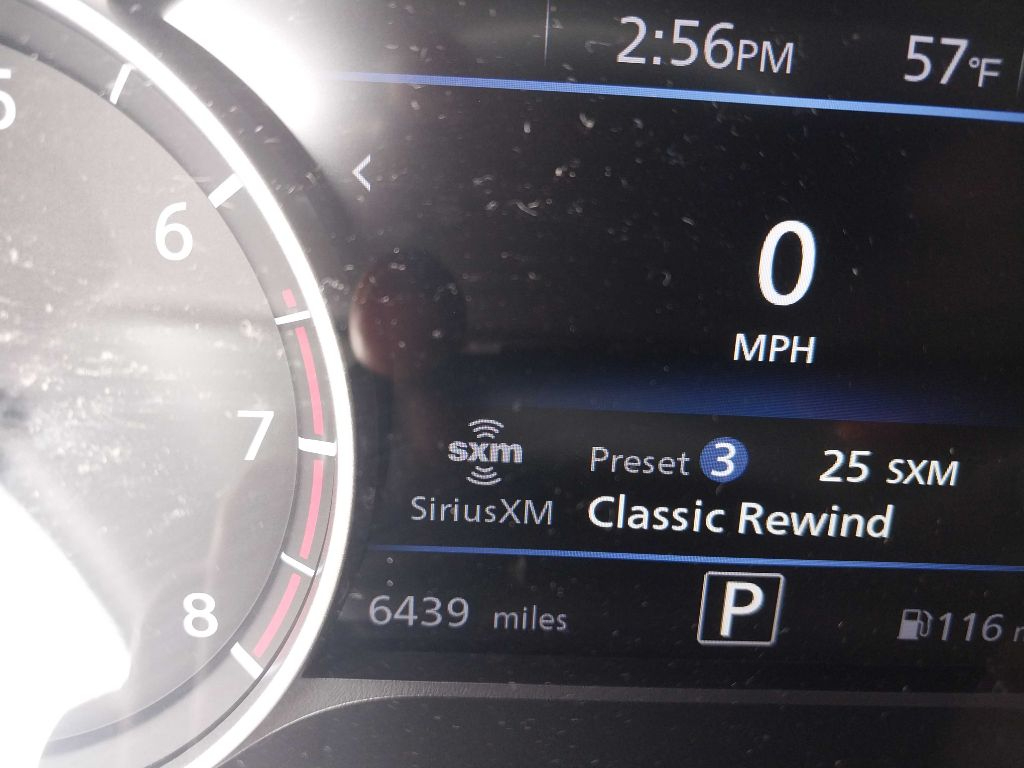 2:56PM 57°F
5
6
7
8
0
MPH
sxm
SiriusXM
Preset 3 25 SXM
Classic Rewind
6439 miles P 116